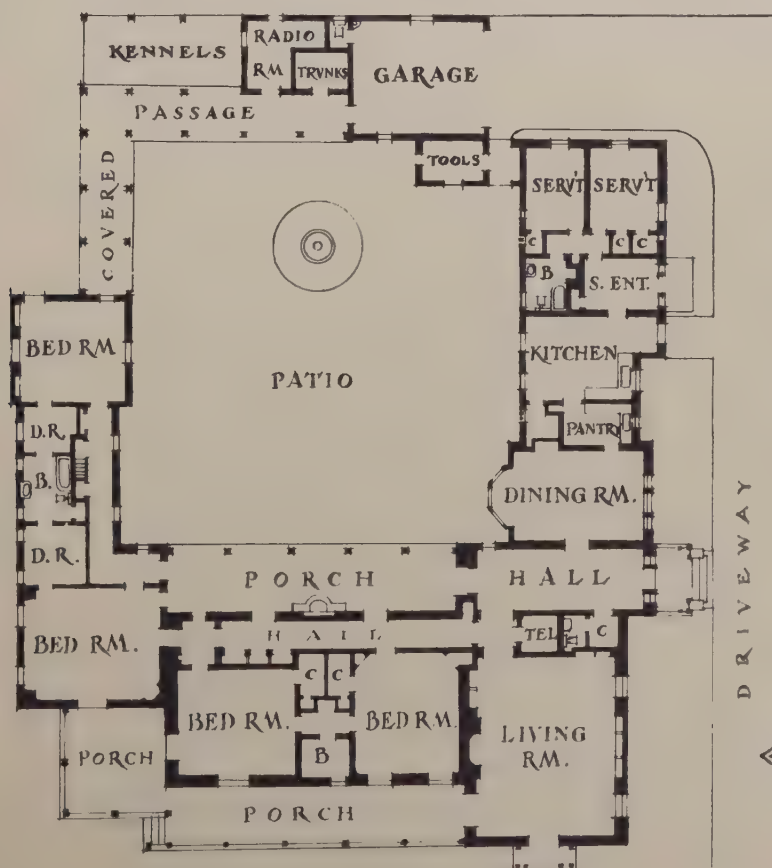 KENNELS
RADIO
RM
TRVNKS
GARAGE
PASSAGE
COVERED
TOOLS
SERV'T
SERV'T
C
C
C
B
S. ENT.
BED RM
KITCHEN
PATIO
D.R.
PANTRY
B.
DINING RM.
D.R.
PORCH
HALL
DRIVEWAY
HALL
TEL
C
BED RM.
C
C
BED RM.
BED RM.
LIVING
RM.
PORCH
B
PORCH